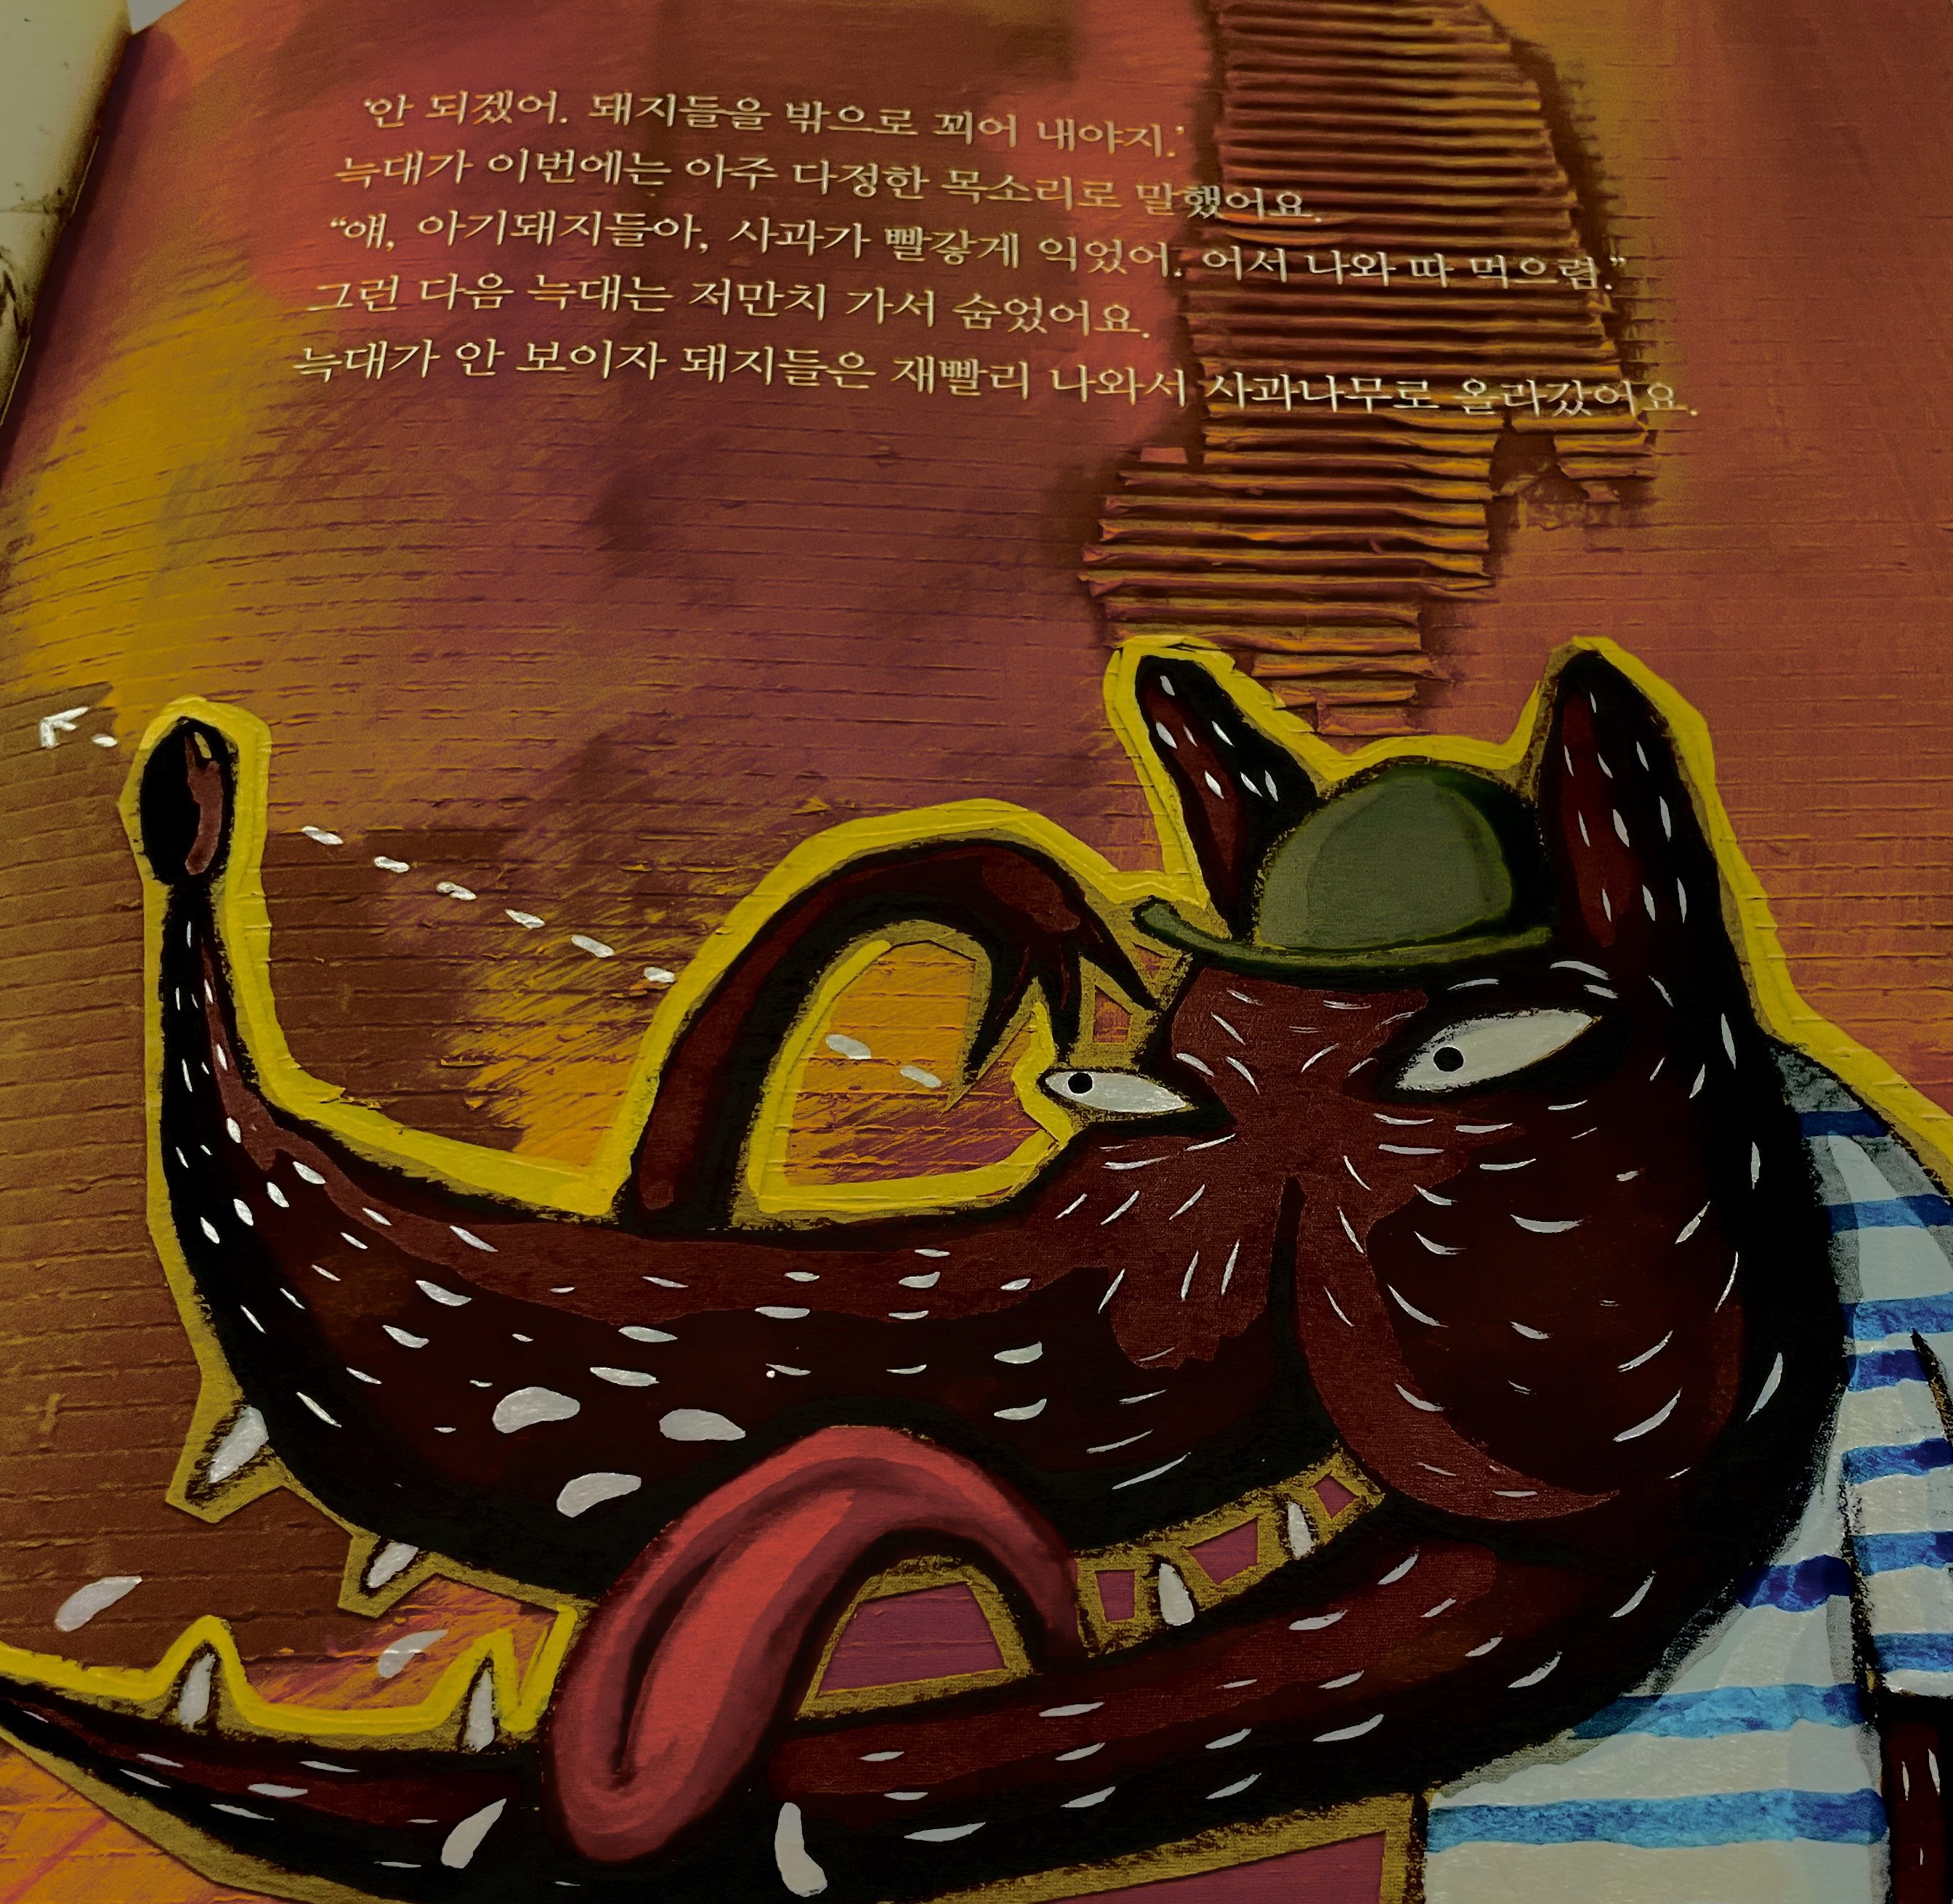 ‘안 되겠어. 돼지들을 밖으로 꾀어 내야지.’
늑대가 이번에는 아주 다정한 목소리로 말했어요.
“얘, 아기돼지들아, 사과가 빨갛게 익었어. 어서 나와 따 먹으렴.”
그런 다음 늑대는 저만치 가서 숨었어요.
늑대가 안 보이자 돼지들은 재빨리 나와서 사과나무로 올라갔어요.